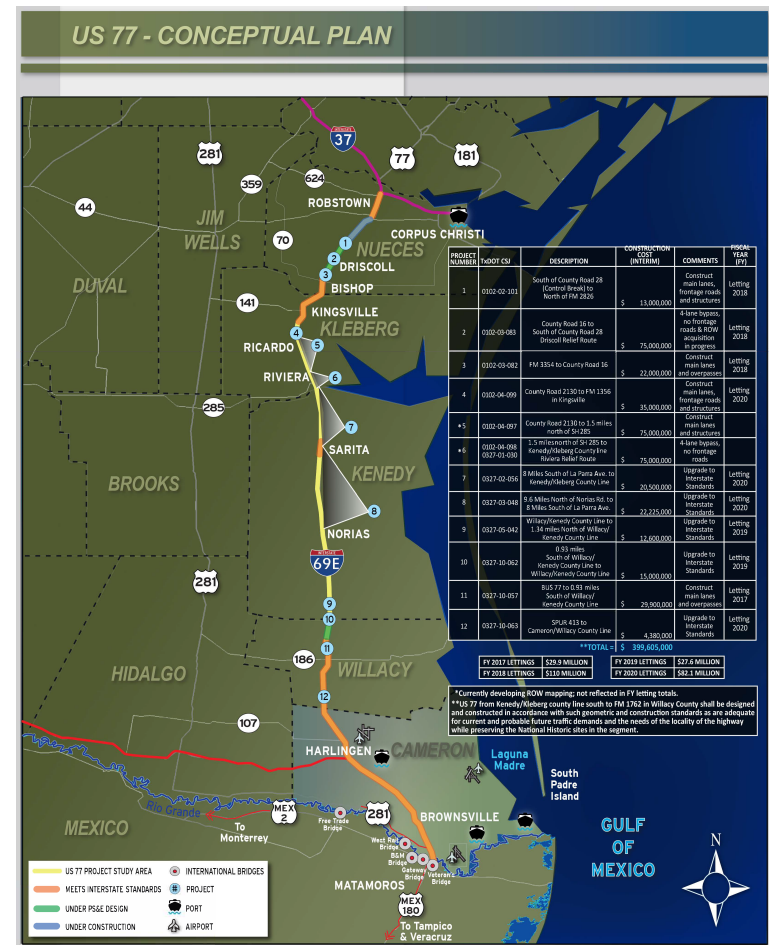 US 77 - CONCEPTUAL PLAN
INTERSTATE
37
281
77
181
624
359
ROBSTOWN
44
CORPUS CHRISTI
JIM
WELLS
70
1
NUECES
2
DRISCOLL
3
DUVAL
BISHOP
141
KINGSVILLE
4
KLEBERG
RICARDO
5
RIVIERA
6
285
7
SARITA
KENEDY
BROOKS
8
NORIAS
INTERSTATE
69E
281
9
10
11
186
WILLACY
HIDALGO
12
107
HARLINGEN
CAMERON
Laguna
Madre
South
Padre
Island
Rio Grande
MEX
2
Free Trade
Bridge
281
BROWNSVILLE
MEXICO
To
Monterrey
West Rail
Bridge
B&M
Bridge
Gateway
Bridge
Veteran's
Bridge
GULF
OF
MEXICO
N
MATAMOROS
MEX
180
To Tampico
& Veracruz
PROJECT NUMBER TxDOT CSJ DESCRIPTION CONSTRUCTION COST (INTERIM) COMMENTS FISCAL YEAR (FY)
1 0102-02-101 South of County Road 28 (Control Break) to North of FM 2826 $ 13,000,000 Construct main lanes, frontage roads and structures Letting 2018
2 0102-03-083 County Road 16 to South of County Road 28 Driscoll Relief Route $ 75,000,000 4-lane bypass, no frontage roads & ROW acquisition in progress Letting 2018
3 0102-03-082 FM 3354 to County Road 16 $ 22,000,000 Construct main lanes and overpasses Letting 2018
4 0102-04-099 County Road 2130 to FM 1356 in Kingsville $ 35,000,000 Construct main lanes, frontage roads and structures Letting 2020
*5 0102-04-097 County Road 2130 to 1.5 miles north of SH 285 $ 75,000,000 Construct main lanes and structures
*6 0102-04-098 0327-01-030 1.5 miles north of SH 285 to Kenedy/Kleberg County line Riviera Relief Route $ 75,000,000 4-lane bypass, no frontage roads
7 0327-02-056 8 Miles South of La Parra Ave. to Kenedy/Kleberg County Line $ 20,500,000 Upgrade to Interstate Standards Letting 2020
8 0327-03-048 9.6 Miles North of Norias Rd. to 8 Miles South of La Parra Ave. $ 22,225,000 Upgrade to Interstate Standards Letting 2020
9 0327-05-042 Willacy/Kenedy County Line to 1.34 miles North of Willacy/ Kenedy County Line $ 12,600,000 Upgrade to Interstate Standards Letting 2019
10 0327-10-062 0.93 miles South of Willacy/ Kenedy County Line to Willacy/Kenedy County Line $ 15,000,000 Upgrade to Interstate Standards Letting 2019
11 0327-10-057 BUS 77 to 0.93 miles South of Willacy/ Kenedy County Line $ 29,900,000 Construct main lanes and overpasses Letting 2017
12 0327-10-063 SPUR 413 to Cameron/Willacy County Line $ 4,380,000 Upgrade to Interstate Standards Letting 2020
**TOTAL = $ 399,605,000
FY 2017 LETTINGS $29.9 MILLION FY 2019 LETTINGS $27.6 MILLION
FY 2018 LETTINGS $110 MILLION FY 2020 LETTINGS $82.1 MILLION
*Currently developing ROW mapping; not reflected in FY letting totals.
**US 77 from Kenedy/Kleberg county line south to FM 1762 in Willacy County shall be designed
and constructed in accordance with such geometric and construction standards as are adequate
for current and probable future traffic demands and the needs of the locality of the highway
while preserving the National Historic sites in the segment.
US 77 PROJECT STUDY AREA INTERNATIONAL BRIDGES
MEETS INTERSTATE STANDARDS # PROJECT
UNDER PS&E DESIGN PORT
UNDER CONSTRUCTION AIRPORT